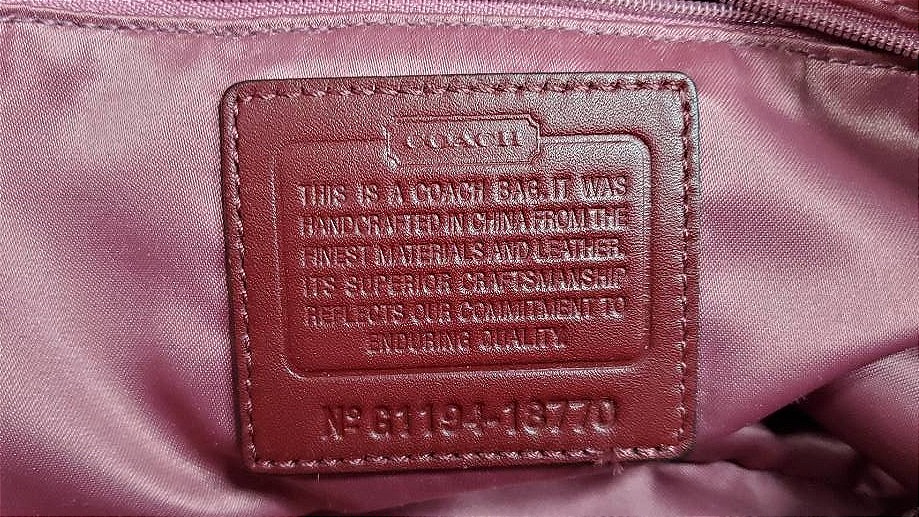 COACH
THIS IS A COACH BAG. IT WAS
HANDCRAFTED IN CHINA FROM THE
FINEST MATERIALS AND LEATHER.
ITS SUPERIOR CRAFTSMANSHIP
REFLECTS OUR COMMITMENT TO
ENDURING QUALITY.
Nº G1194-18770